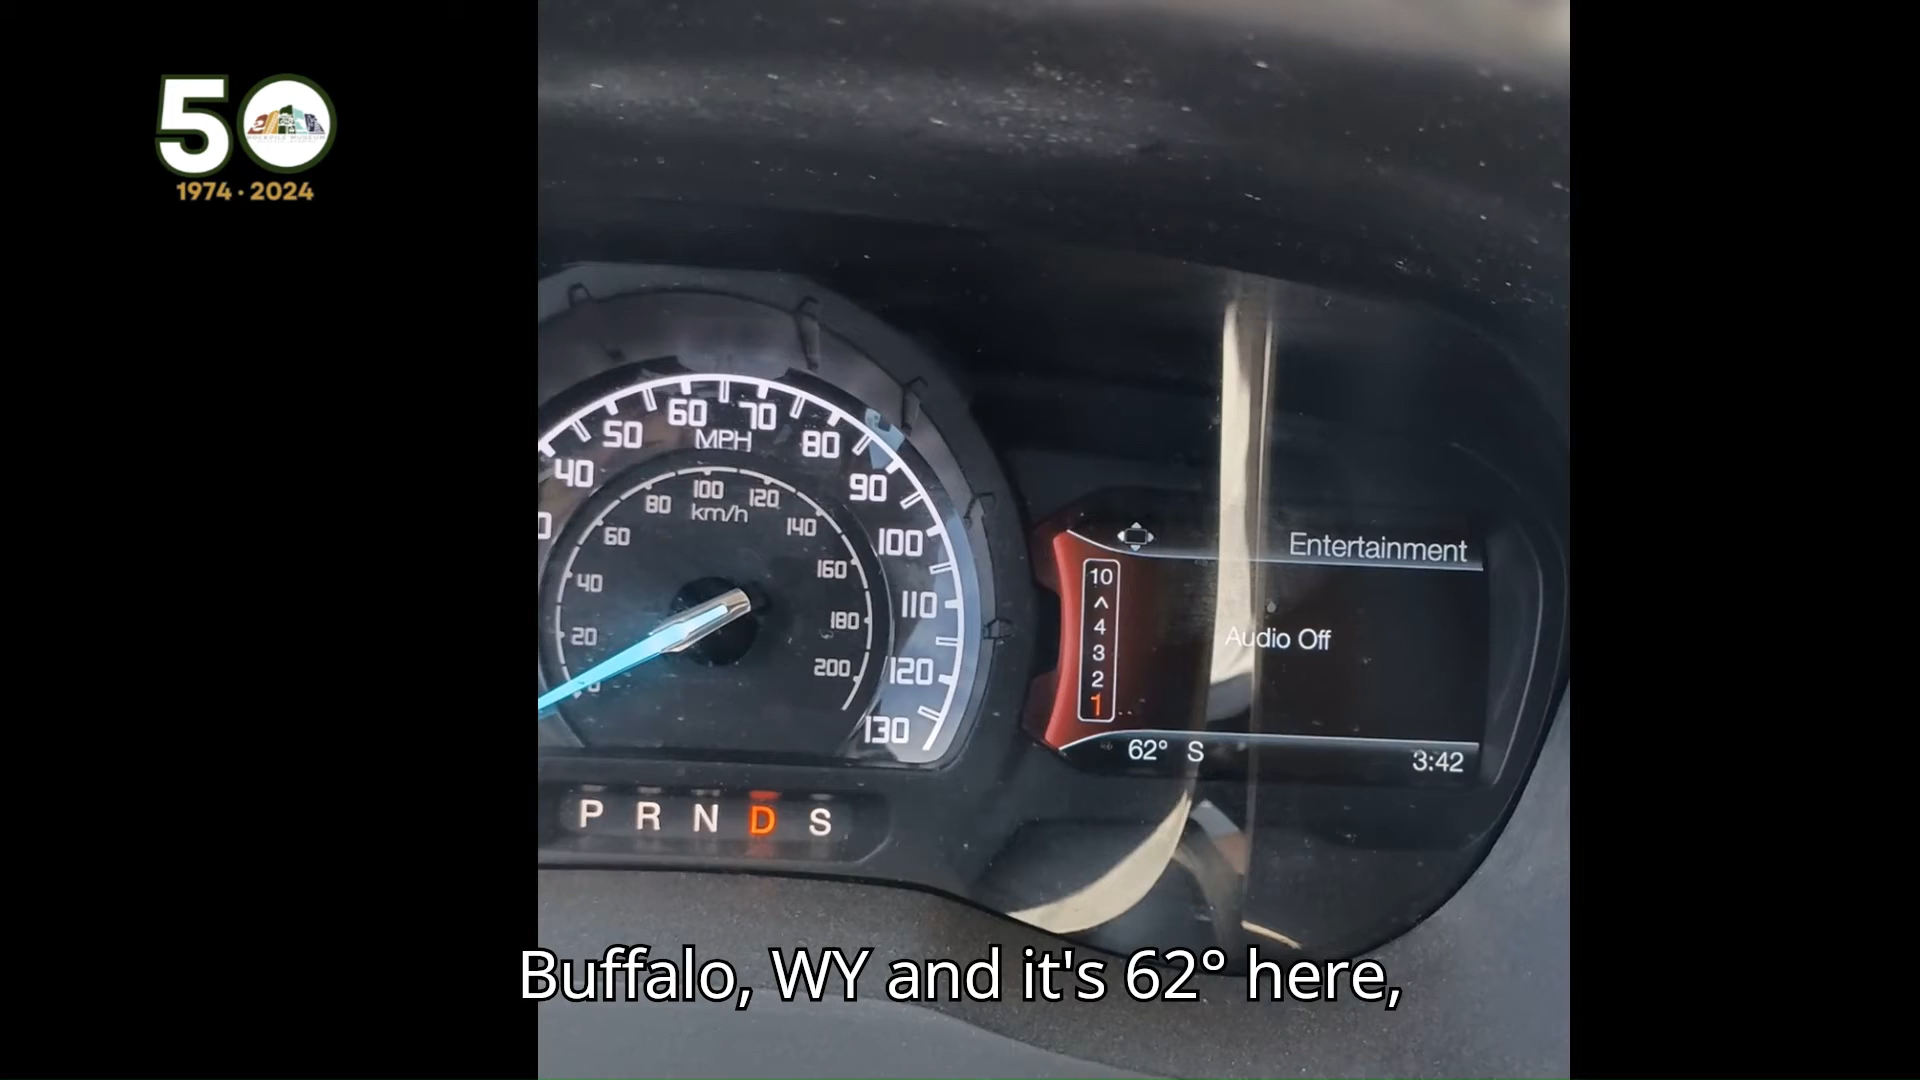 50
ROCKPILE MUSEUM
1974 · 2024
40 50 60 70 80 90 100 110 120 130
MPH
20 40 60 80 100 120 140 160 180 200
km/h
P R N D S
Entertainment
10
4
3
2
1
Audio Off
62° S
3:42
Buffalo, WY and it's 62° here,